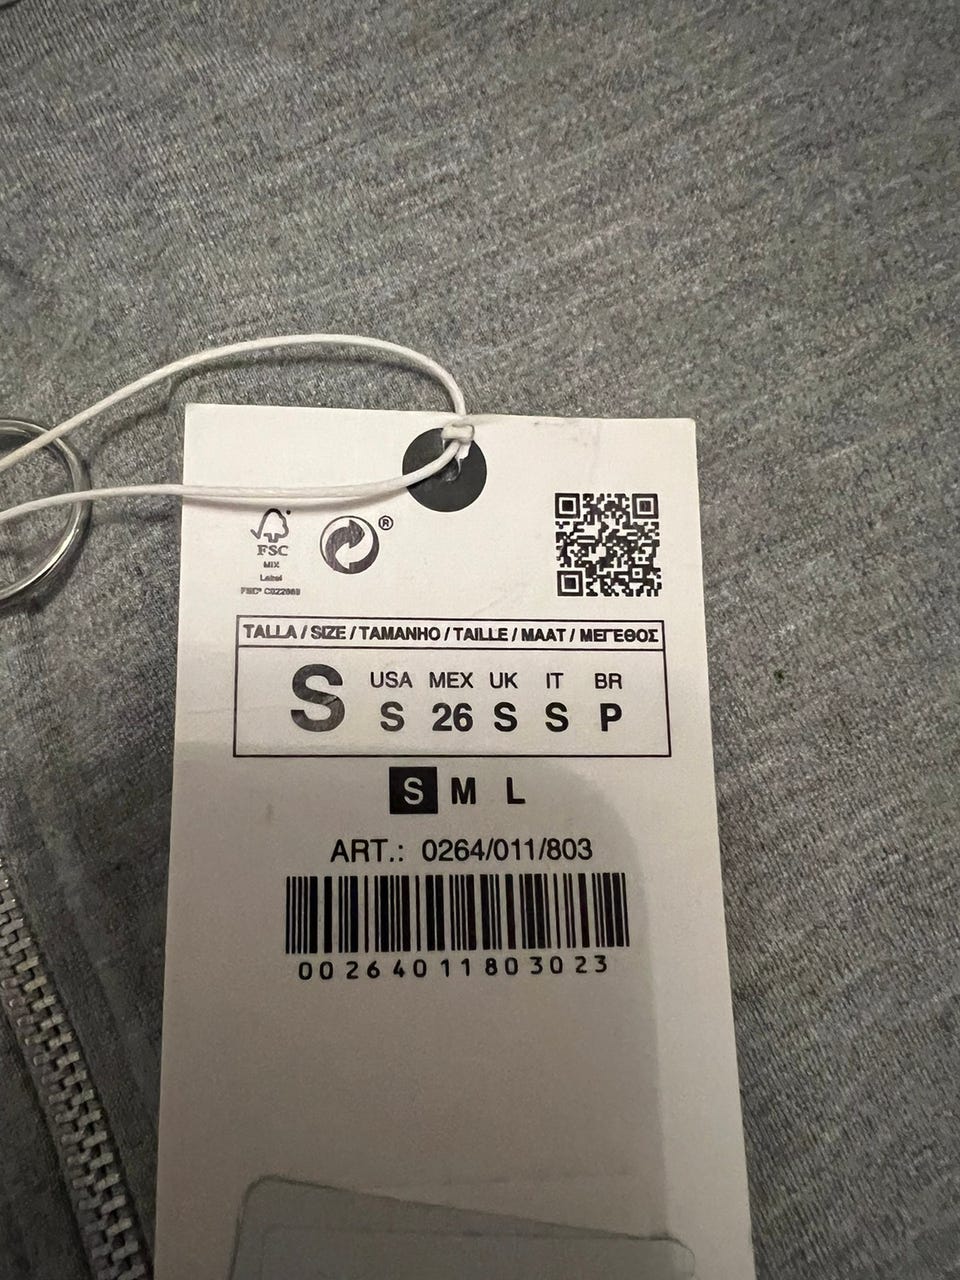 ®
FSC
MIX
Label
TALLA / SIZE / TAMANHO / TAILLE / MAAT / ΜΕΓΕΘΟΣ
S
USA MEX UK IT BR
S 26 S S P
S M L
ART.: 0264/011/803
00264011803023